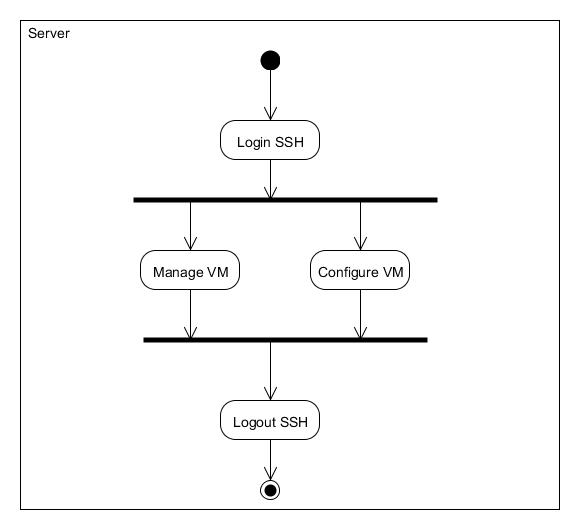 Server
Login SSH
Manage VM
Configure VM
Logout SSH